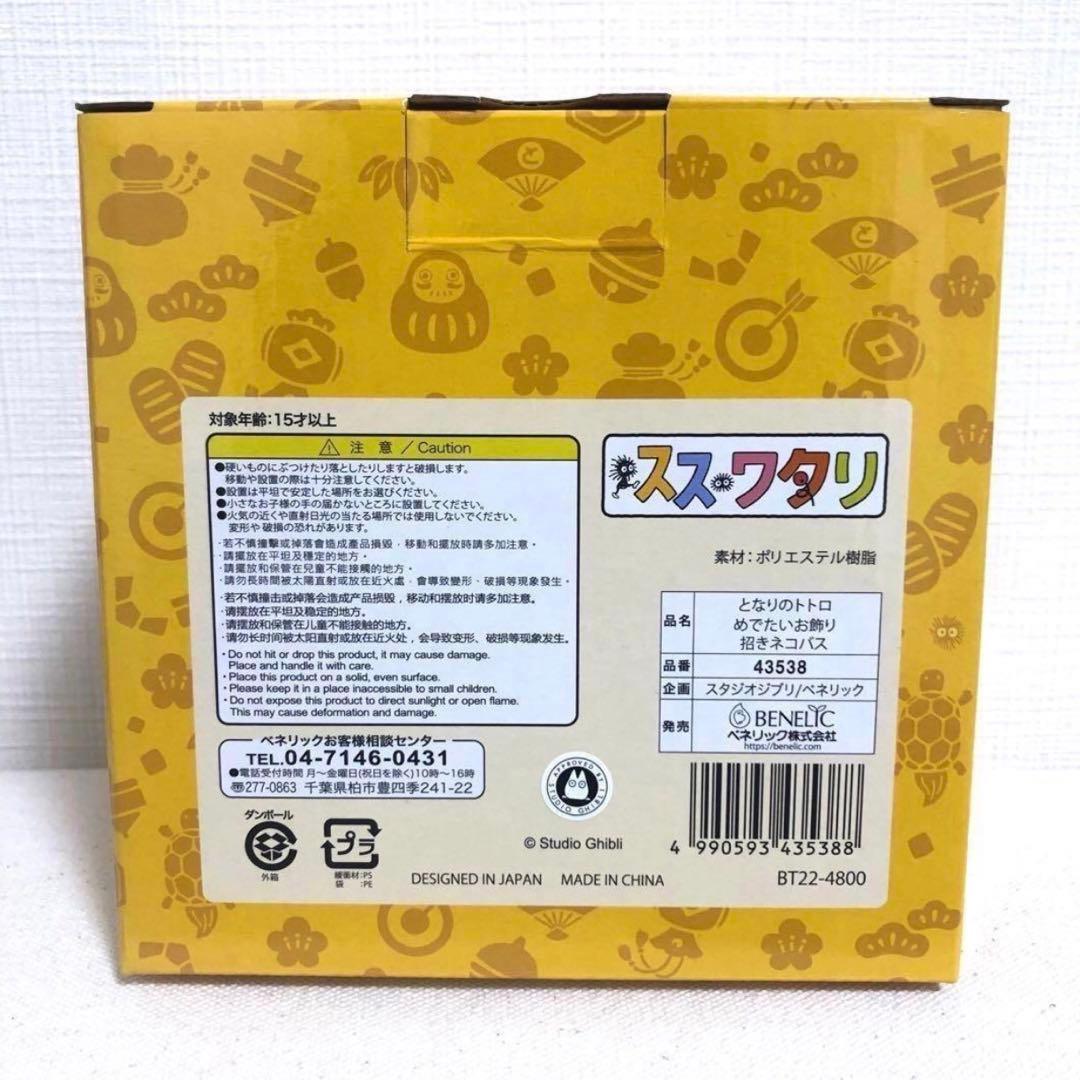 と
と
対象年齢：15才以上
⚠ 注 意 / Caution
●硬いものにぶつけたり落としたりしますと破損します。
移動や設置の際は十分注意してください。
●設置は平坦で安定した場所をお選びください。
●小さなお子様の手の届かないところに設置してください。
●火気の近くや直射日光の当たる場所では使用しないでください。
変形や破損の恐れがあります。
・若不慎撞擊或掉落會造成產品損毀，移動和擺放時請多加注意。
・請擺放在平坦及穩定的地方。
・請擺放和保管在兒童不能接觸的地方。
・請勿長時間被太陽直射或放在近火處，會導致變形、破損等現象發生。
・若不慎撞击或掉落会造成产品损毁，移动和摆放时请多加注意。
・请摆放在平坦及稳定的地方。
・请摆放和保管在儿童不能接触的地方。
・请勿长时间被太阳直射或放在近火处，会导致变形、破损等现象发生。
・Do not hit or drop this product, it may cause damage.
Place and handle it with care.
・Place this product on a solid, even surface.
・Please keep it in a place inaccessible to small children.
・Do not expose this product to direct sunlight or open flame.
This may cause deformation and damage.
ベネリックお客様相談センター
TEL.04-7146-0431
●電話受付時間 月～金曜日(祝日を除く)10時～16時
〠277-0863 千葉県柏市豊四季241-22
ダンボール
外箱
プラ
緩衝材:PS
袋 :PE
ススワタリ
素材：ポリエステル樹脂
品名 となりのトトロ
めでたいお飾り
招きネコバス
品番 43538
企画 スタジオジブリ/ベネリック
発売 BENELIC
ベネリック株式会社
https://benelic.com
APPROVED BY STUDIO GHIBLI
© Studio Ghibli
4 990593 435388
DESIGNED IN JAPAN MADE IN CHINA
BT22-4800